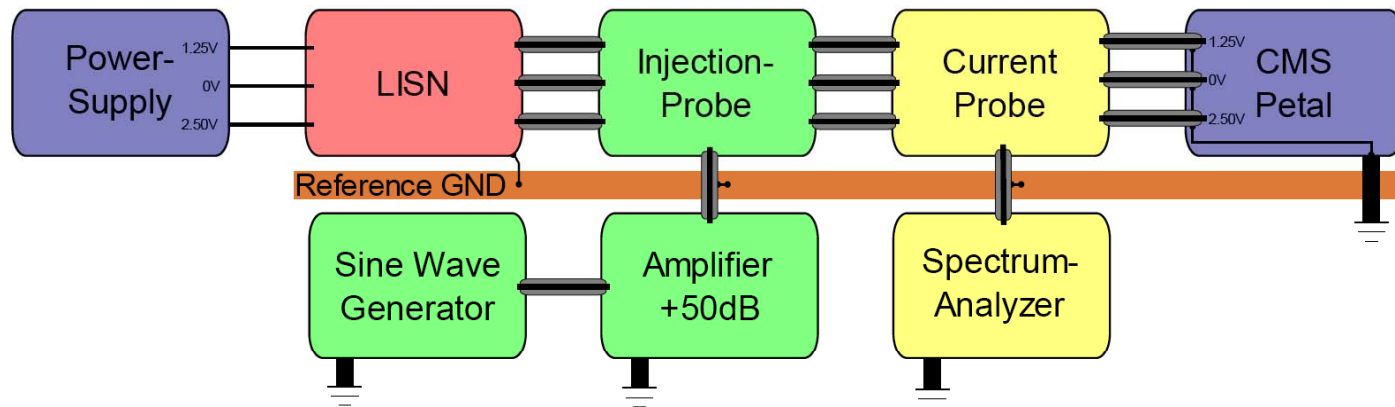 Power-
Supply
1.25V
0V
2.50V
LISN
Injection-
Probe
Current
Probe
1.25V
0V
2.50V
CMS
Petal
Reference GND
Sine Wave
Generator
Amplifier
+50dB
Spectrum-
Analyzer